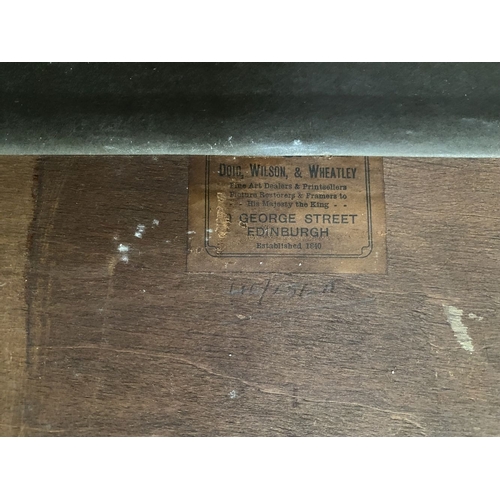 Doig, Wilson, & Wheatley
Fine Art Dealers & Printsellers
Picture Restorers & Framers to
His Majesty the King
GEORGE STREET
EDINBURGH
Established 1840